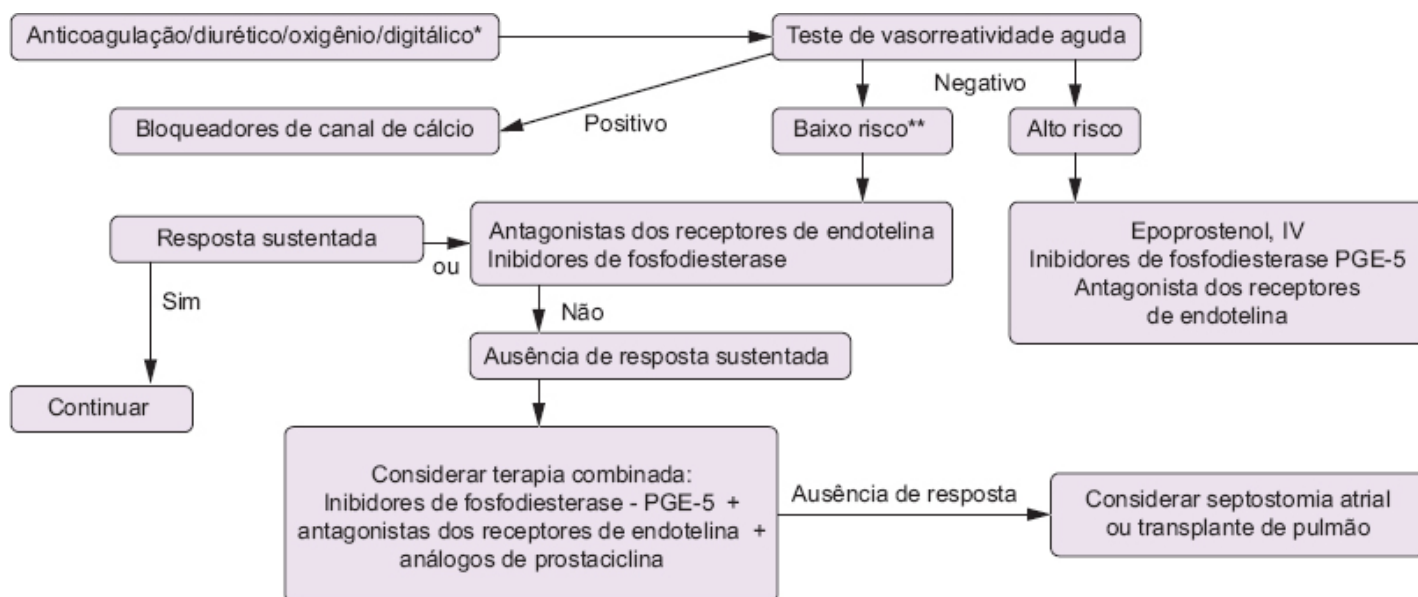 Anticoagulação/diurético/oxigênio/digitálico*
Teste de vasorreatividade aguda
Negativo
Positivo
Bloqueadores de canal de cálcio
Baixo risco**
Alto risco
Resposta sustentada
ou
Antagonistas dos receptores de endotelina
Inibidores de fosfodiesterase
Epoprostenol, IV
Inibidores de fosfodiesterase PGE-5
Antagonista dos receptores
de endotelina
Sim
Não
Ausência de resposta sustentada
Continuar
Considerar terapia combinada:
Inibidores de fosfodiesterase - PGE-5 +
antagonistas dos receptores de endotelina +
análogos de prostaciclina
Ausência de resposta
Considerar septostomia atrial
ou transplante de pulmão